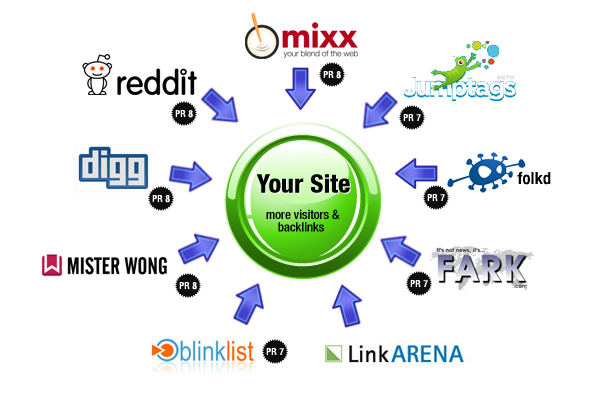 mixx
your blend of the web
PR 8
reddit
PR 8
Jumptags
BETA
PR 7
digg
PR 8
Your Site
more visitors &
backlinks
folkd
PR 7
MISTER WONG
PR 8
It's not news, it's...
FARK
.com
PR 7
blinklist
PR 7
LinkARENA